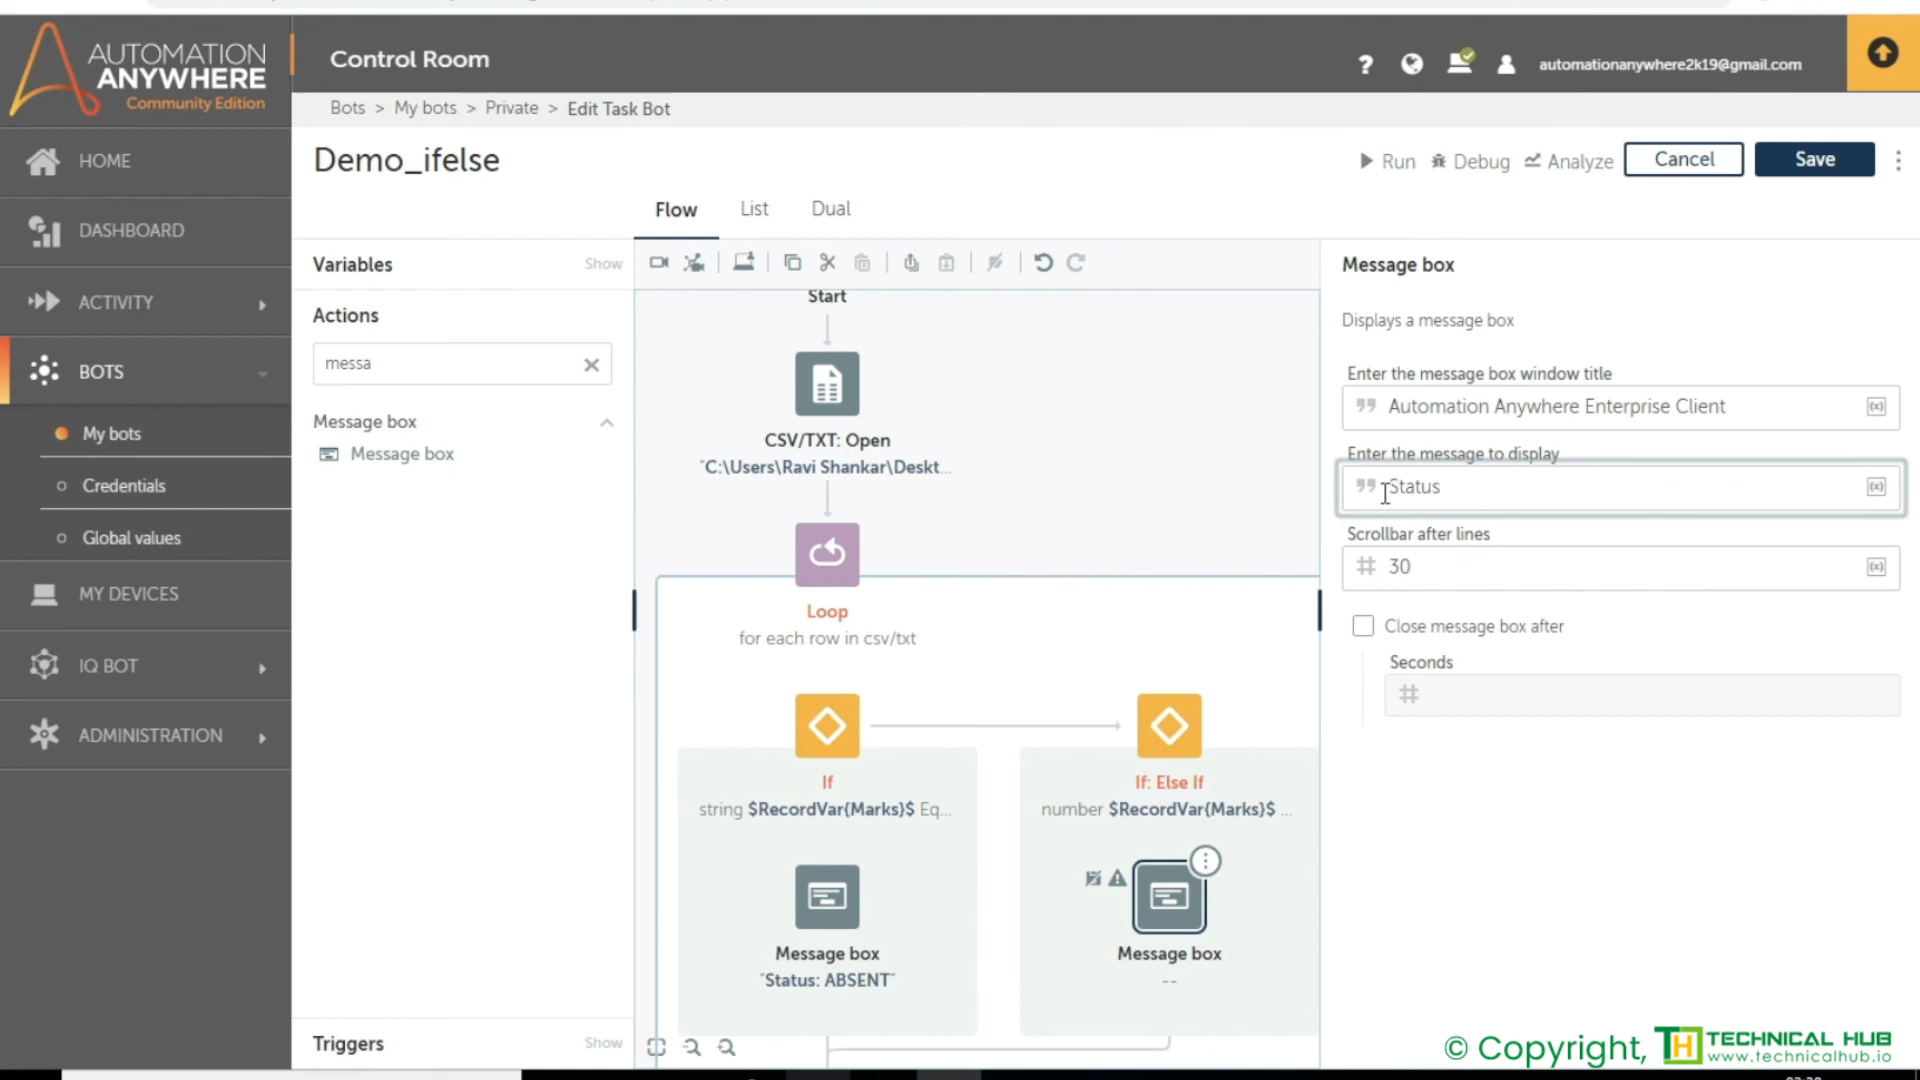 AUTOMATION
ANYWHERE
Community Edition
Control Room
automationanywhere2k19@gmail.com
Bots > My bots > Private > Edit Task Bot
HOME
DASHBOARD
ACTIVITY
BOTS
My bots
Credentials
Global values
MY DEVICES
IQ BOT
ADMINISTRATION
Demo_ifelse
Run
Debug
Analyze
Cancel
Save
Flow
List
Dual
Variables
Show
Actions
messa
Message box
Message box
Triggers
Show
Start
CSV/TXT: Open
"C:\Users\Ravi Shankar\Deskt...
Loop
for each row in csv/txt
If
string $RecordVar{Marks}$ Eq...
If: Else If
number $RecordVar{Marks}$ ...
Message box
"Status: ABSENT"
Message box
--
Message box
Displays a message box
Enter the message box window title
Automation Anywhere Enterprise Client
(x)
Enter the message to display
Status
(x)
Scrollbar after lines
# 30
(x)
Close message box after
Seconds
#
© Copyright,
TH TECHNICAL HUB
www.technicalhub.io